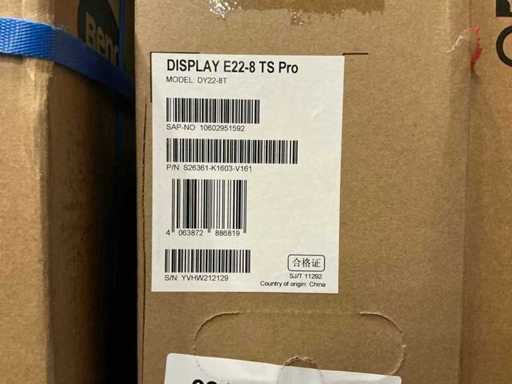 DISPLAY E22-8 TS Pro
MODEL: DY22-8T
SAP-NO 10602951592
P/N S26361-K1603-V161
4 063872 886819
S/N YVHW212129
合格证
SJ/T 11292
Country of origin: China